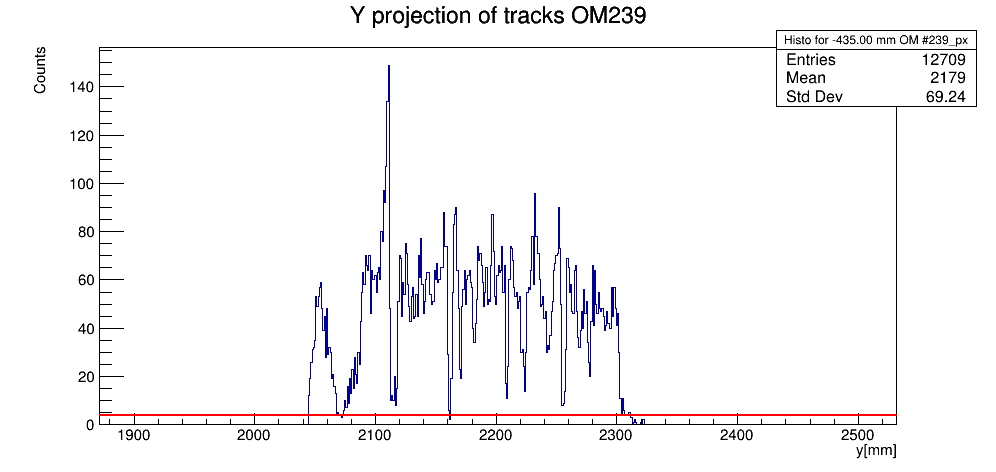 Y projection of tracks OM239
Histo for -435.00 mm OM #239_px
Entries 12709
Mean 2179
Std Dev 69.24
Counts
140
120
100
80
60
40
20
0
1900 2000 2100 2200 2300 2400 2500
y[mm]